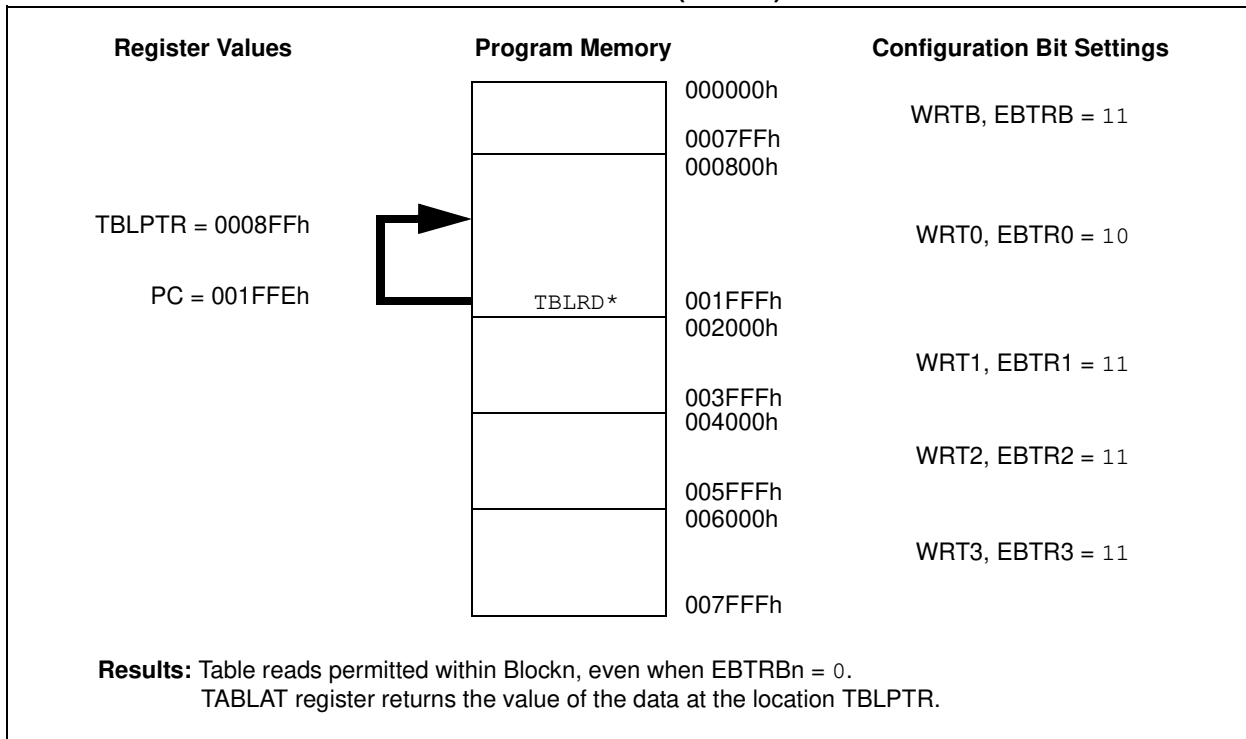 Register Values Program Memory Configuration Bit Settings
000000h
WRTB, EBTRB = 11
0007FFh
000800h
TBLPTR = 0008FFh
WRT0, EBTR0 = 10
PC = 001FFEh
TBLRD*
001FFFh
002000h
WRT1, EBTR1 = 11
003FFFh
004000h
WRT2, EBTR2 = 11
005FFFh
006000h
WRT3, EBTR3 = 11
007FFFh
Results: Table reads permitted within Blockn, even when EBTRBn = 0.
TABLAT register returns the value of the data at the location TBLPTR.